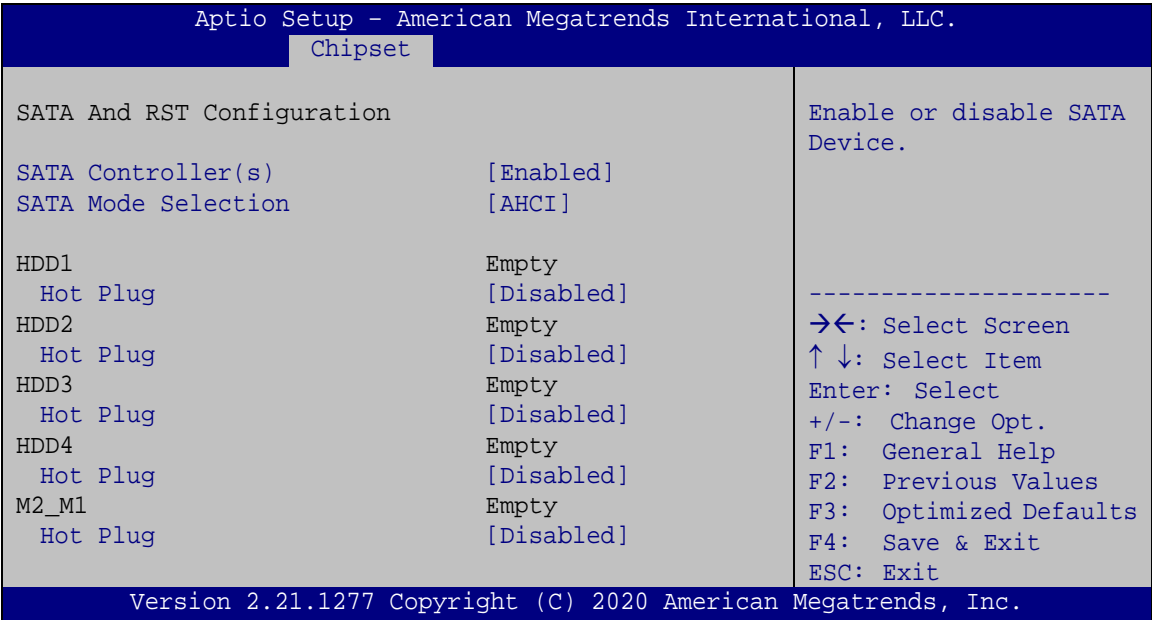 Aptio Setup – American Megatrends International, LLC.
Chipset
SATA And RST Configuration
SATA Controller(s) [Enabled]
SATA Mode Selection [AHCI]
HDD1 Empty
Hot Plug [Disabled]
HDD2 Empty
Hot Plug [Disabled]
HDD3 Empty
Hot Plug [Disabled]
HDD4 Empty
Hot Plug [Disabled]
M2_M1 Empty
Hot Plug [Disabled]
Enable or disable SATA
Device.
---------------------
→←: Select Screen
↑ ↓: Select Item
Enter: Select
+/-: Change Opt.
F1: General Help
F2: Previous Values
F3: Optimized Defaults
F4: Save & Exit
ESC: Exit
Version 2.21.1277 Copyright (C) 2020 American Megatrends, Inc.